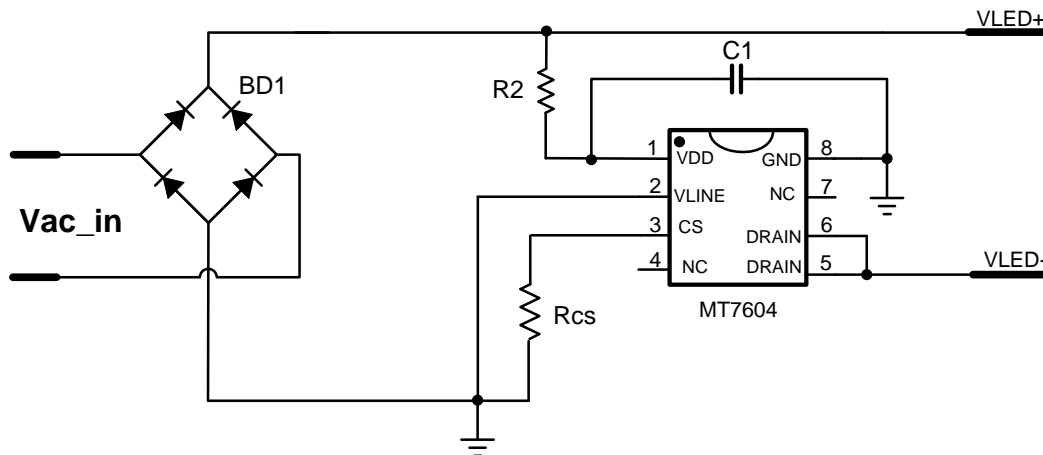 VLED+
C1
BD1
R2
1
VDD
GND
8
2
VLINE
NC
7
Vac_in
3
CS
DRAIN
6
4
NC
DRAIN
5
VLED-
Rcs
MT7604